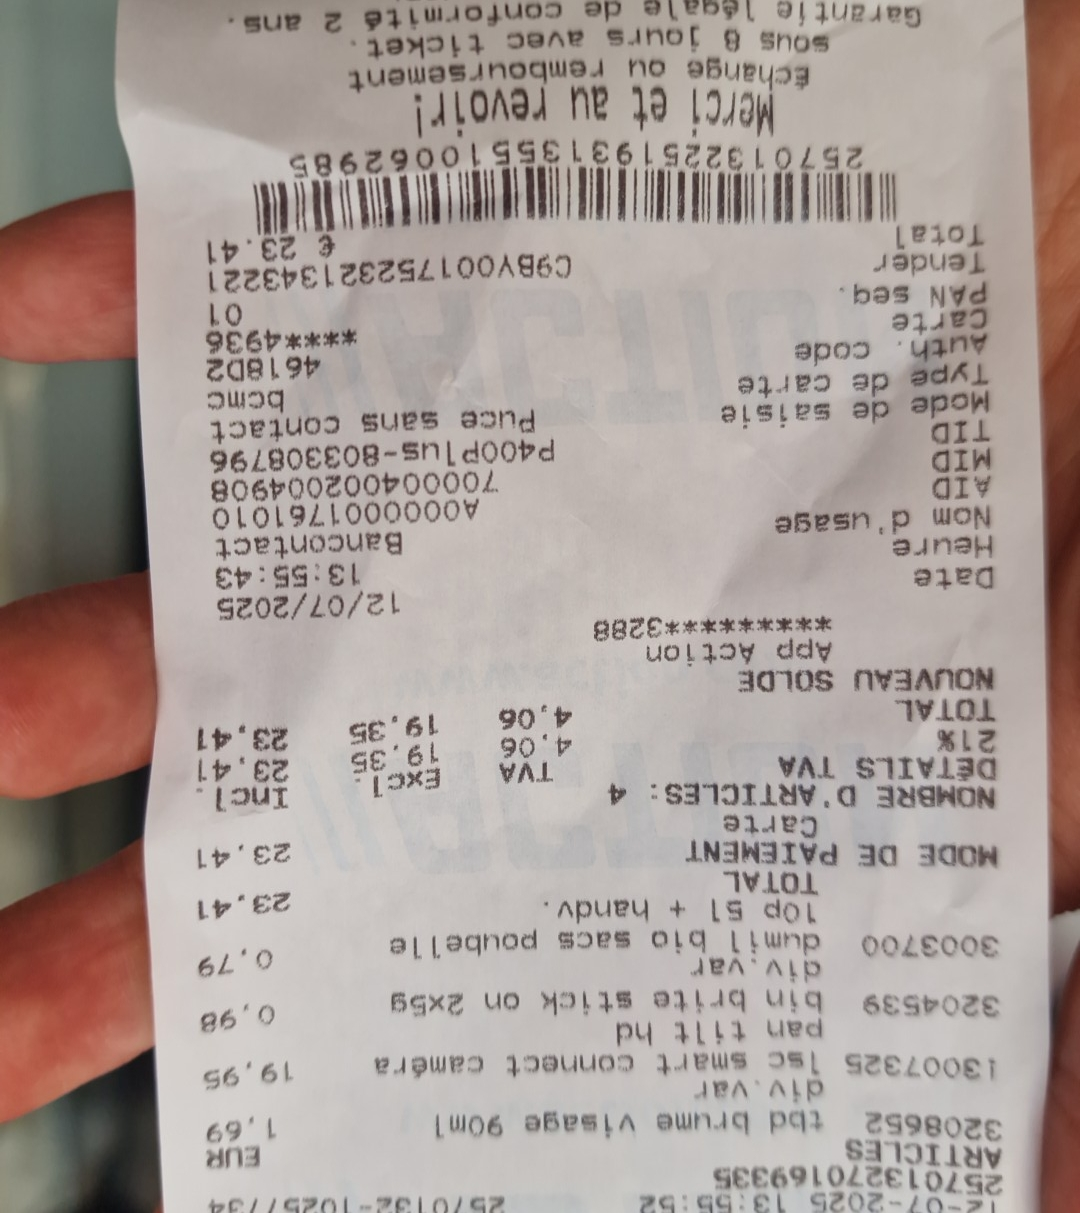 12-07-2025 13:55:52 2570132-1025/7734
257013270169335
ARTICLES EUR
3208652 tbd brume visage 90ml 1,69
div.var
13007325 lsc smart connect caméra 19,95
pan tilt hd
3204539 bin brite stick on 2x5g 0,98
div.var
3003700 dumil bio sacs poubelle 0,79
10p 5l + handv.
TOTAL 23,41
MODE DE PAIEMENT
Carte 23,41
NOMBRE D'ARTICLES: 4
DÉTAILS TVA TVA Excl. Incl.
21% 4,06 19,35 23,41
TOTAL 4,06 19,35 23,41
NOUVEAU SOLDE
App Action
**********3288
Date 12/07/2025
Heure 13:55:43
Nom d'usage Bancontact
AID A0000001761010
MID 700004002004908
TID P400Plus-803308796
Mode de saisie Puce sans contact
Type de carte bcmc
Auth. code 4618D2
Carte ****4936
PAN seq. 01
Tender C9BY001752321343221
Total € 23.41
257013225193135510062985
Merci et au revoir!
Échange ou remboursement
sous 8 jours avec ticket.
Garantie légale de conformité 2 ans.